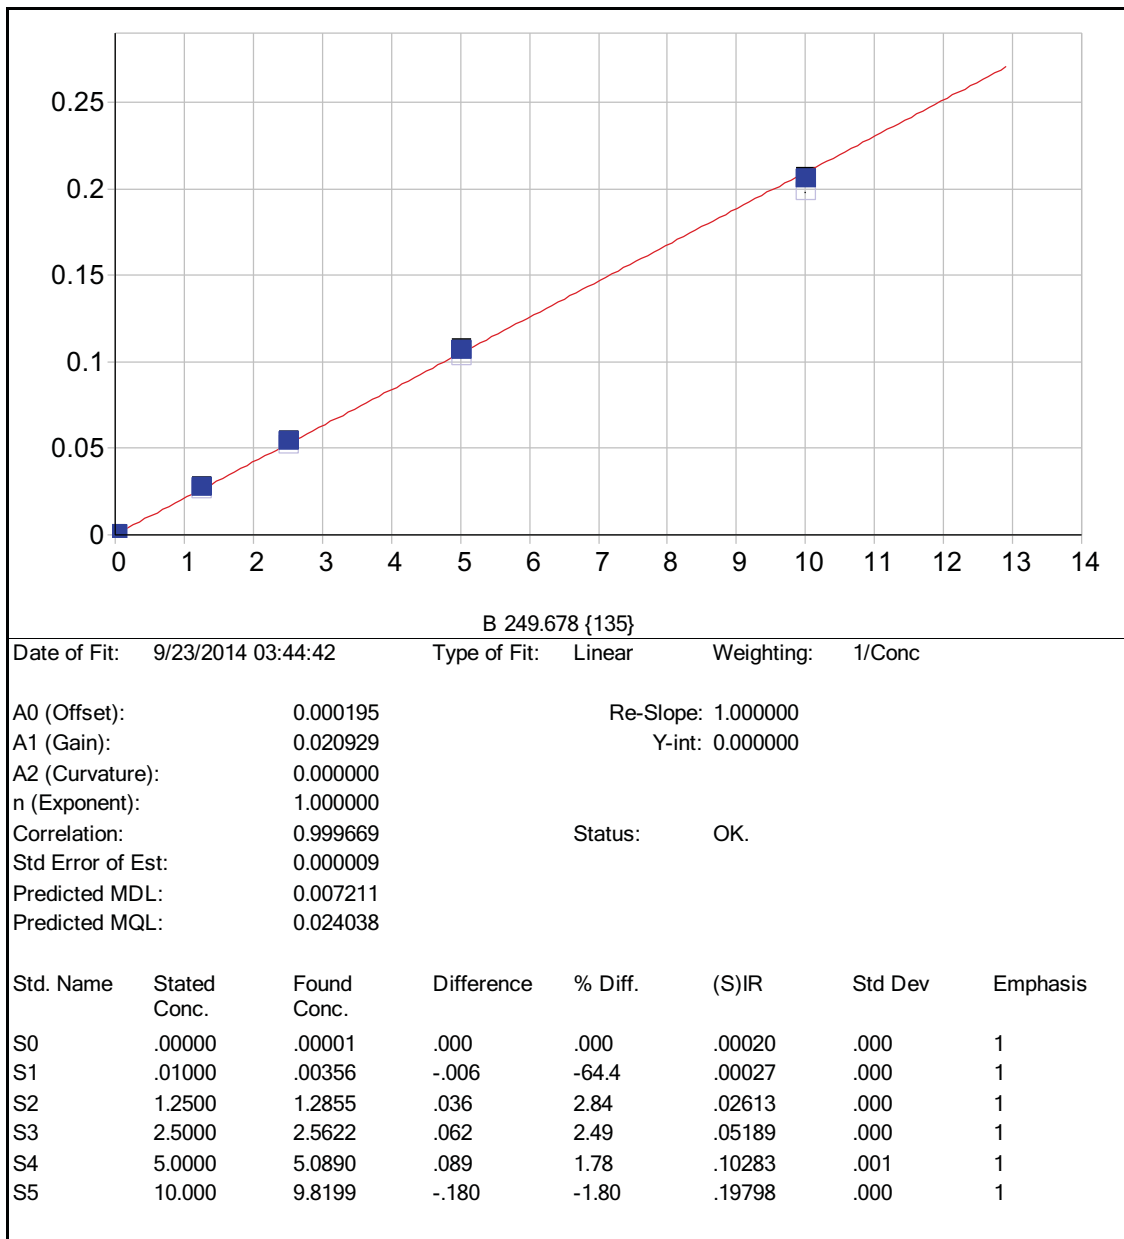 0.25
0.2
0.15
0.1
0.05
0
0 1 2 3 4 5 6 7 8 9 10 11 12 13 14
B 249.678 {135}
Date of Fit: 9/23/2014 03:44:42 Type of Fit: Linear Weighting: 1/Conc
A0 (Offset): 0.000195 Re-Slope: 1.000000
A1 (Gain): 0.020929 Y-int: 0.000000
A2 (Curvature): 0.000000
n (Exponent): 1.000000
Correlation: 0.999669 Status: OK.
Std Error of Est: 0.000009
Predicted MDL: 0.007211
Predicted MQL: 0.024038
Std. Name Stated Found Difference % Diff. (S)IR Std Dev Emphasis
Conc. Conc.
S0 .00000 .00001 .000 .000 .00020 .000 1
S1 .01000 .00356 -.006 -64.4 .00027 .000 1
S2 1.2500 1.2855 .036 2.84 .02613 .000 1
S3 2.5000 2.5622 .062 2.49 .05189 .000 1
S4 5.0000 5.0890 .089 1.78 .10283 .001 1
S5 10.000 9.8199 -.180 -1.80 .19798 .000 1